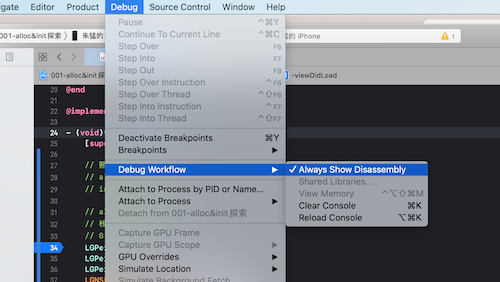 igate Editor Product Debug Source Control Window Help
001-alloc&init探索 朱猛的 iPhone 的 iPhone 1
001-alloc&init探索 -viewDidLoad
20 @end
21
22 @impleme
23
24 - (void)
25 [supe
26
27
28
29
30
31
32
33
34 LGPe
35 LGPe
36 LGPe
37 LGNS
Pause ^⌘Y
Continue To Current Line ^⌘C
Step Over F6
Step Into F7
Step Out F8
Step Over Instruction ^F6
Step Over Thread ^⇧F6
Step Into Instruction ^F7
Step Into Thread ^⇧F7
Deactivate Breakpoints ⌘Y
Breakpoints
Debug Workflow
Attach to Process by PID or Name...
Attach to Process
Detach from 001-alloc&init探索
Capture GPU Frame
Capture GPU Scope
GPU Overrides
Simulate Location
Simulate Background Fetch
✓ Always Show Disassembly
Shared Libraries...
View Memory ^⌥⇧⌘M
Clear Console ⌘K
Reload Console ⌥⌘K